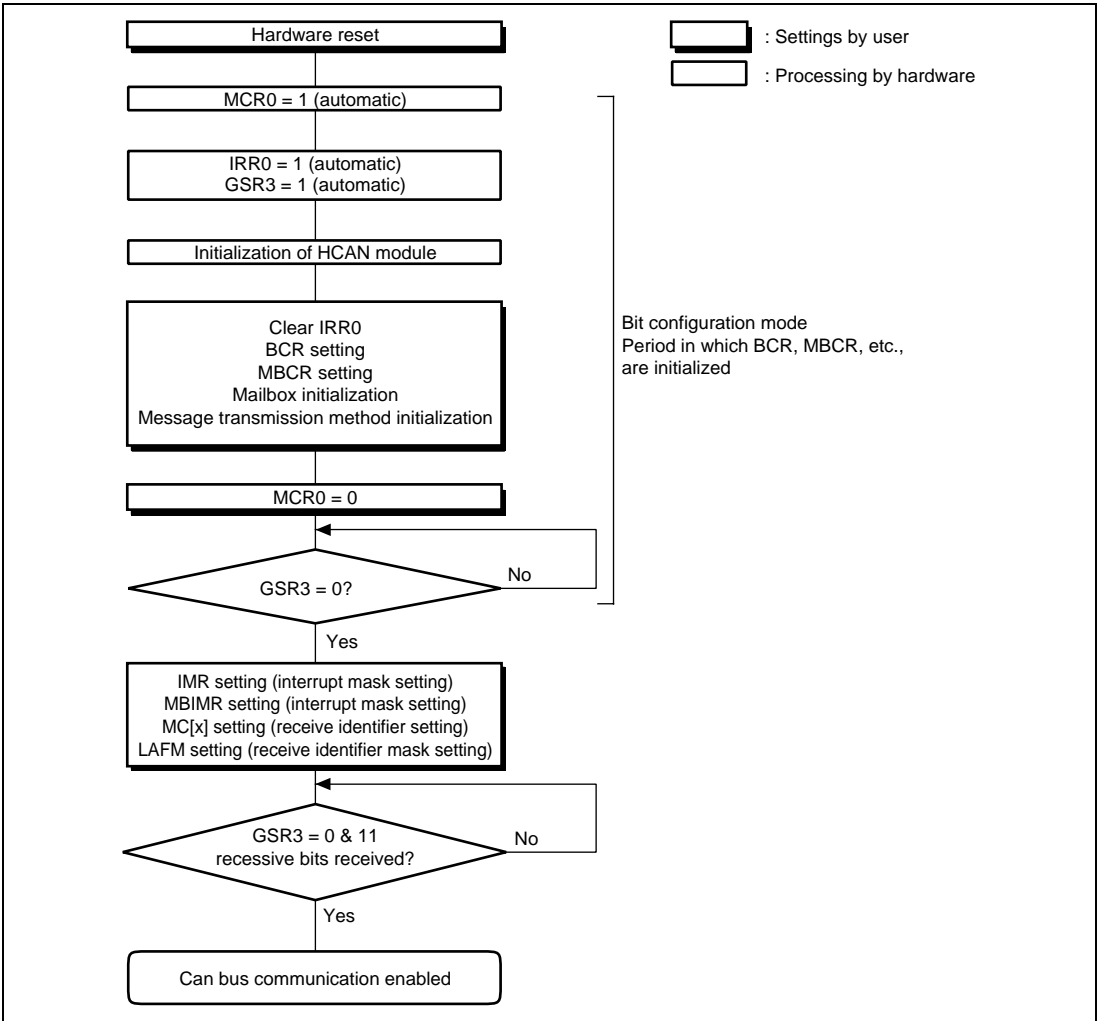 Hardware reset
: Settings by user
: Processing by hardware
MCR0 = 1 (automatic)
IRR0 = 1 (automatic)
GSR3 = 1 (automatic)
Initialization of HCAN module
Clear IRR0
BCR setting
MBCR setting
Mailbox initialization
Message transmission method initialization
Bit configuration mode
Period in which BCR, MBCR, etc.,
are initialized
MCR0 = 0
GSR3 = 0?
No
Yes
IMR setting (interrupt mask setting)
MBIMR setting (interrupt mask setting)
MC[x] setting (receive identifier setting)
LAFM setting (receive identifier mask setting)
GSR3 = 0 & 11
recessive bits received?
No
Yes
Can bus communication enabled